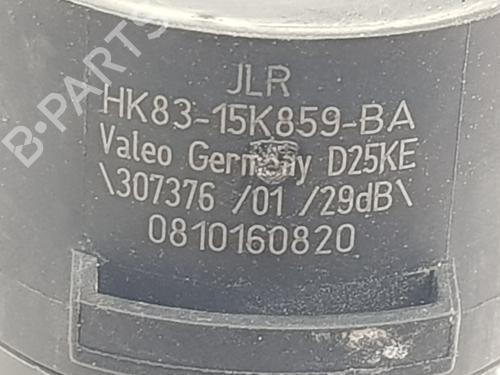 B-PARTS
JLR
HK83-15K859-BA
Valeo Germany D25KE
\307376 /01 /29dB\
0810160820